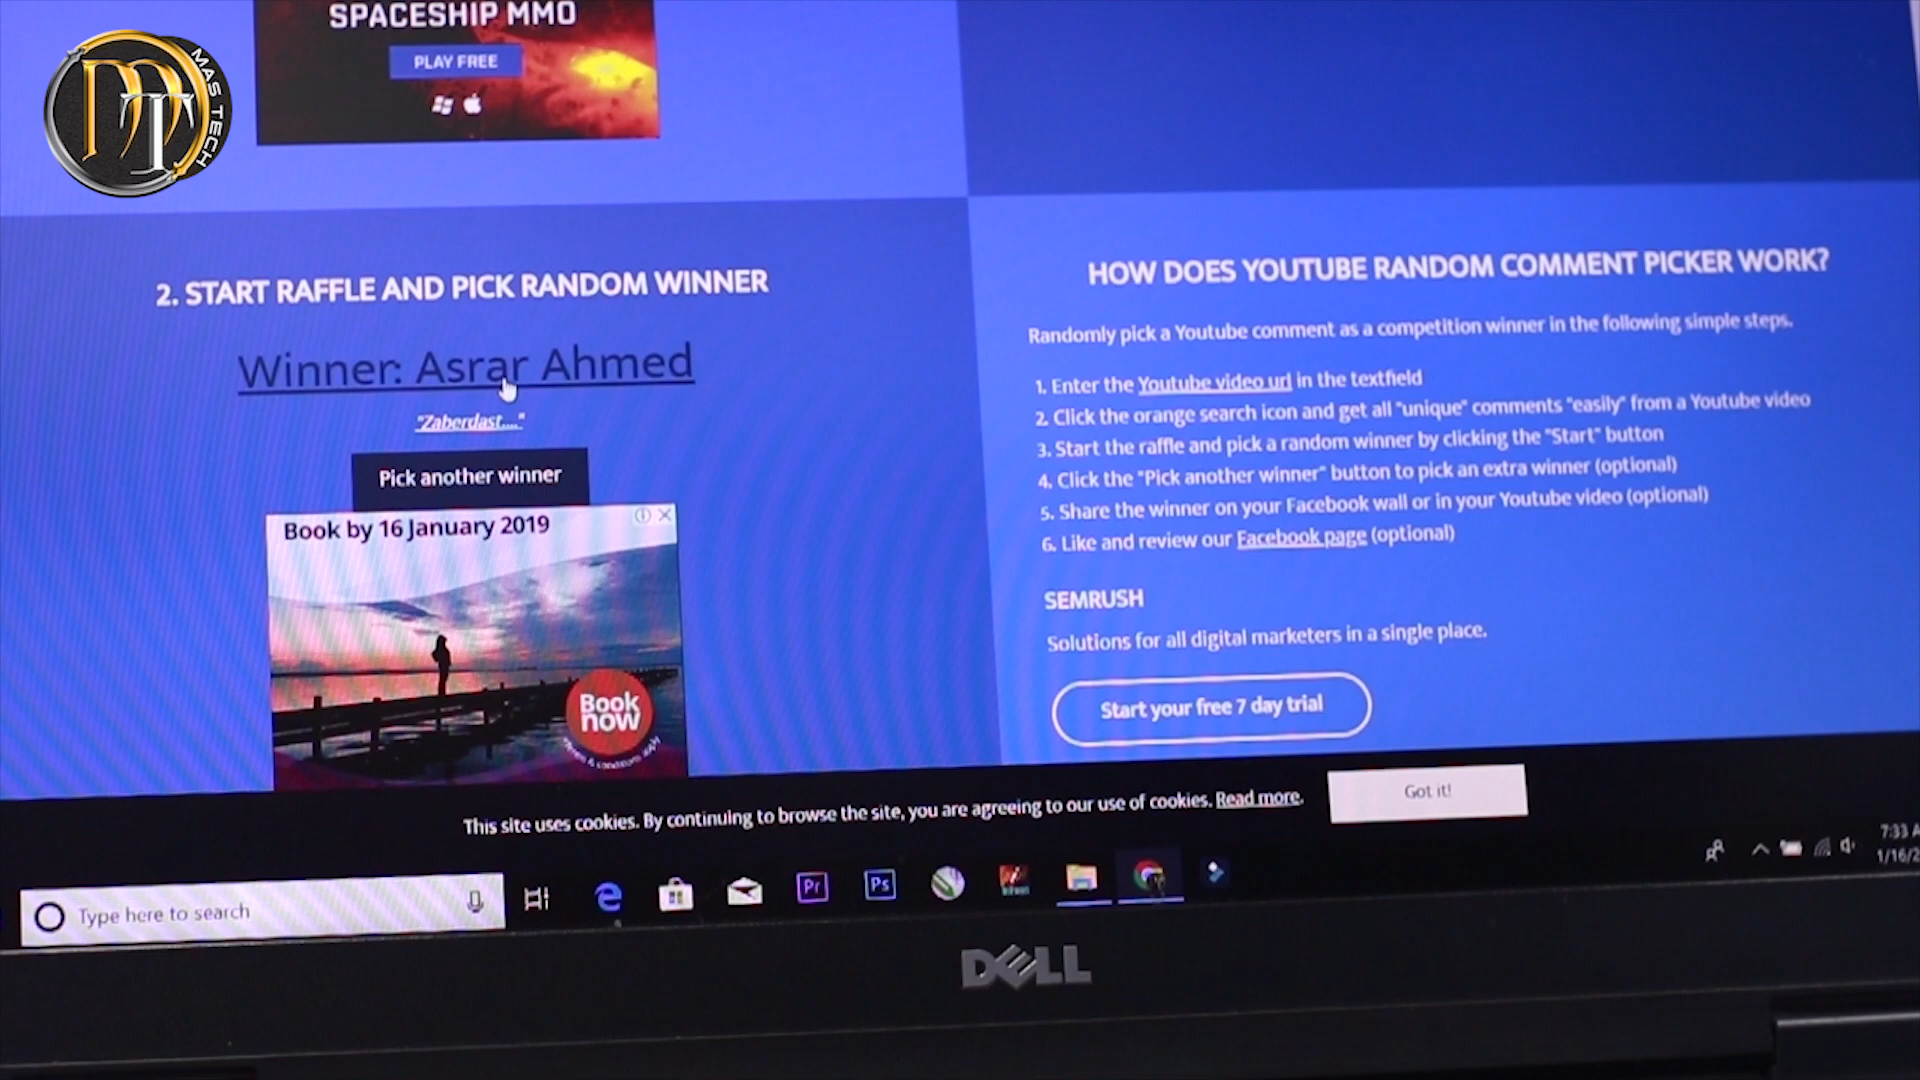 SPACESHIP MMO
PLAY FREE
MAS TECH
2. START RAFFLE AND PICK RANDOM WINNER
Winner: Asrar Ahmed
"Zaberdast...."
Pick another winner
Book by 16 January 2019
Book
now
HOW DOES YOUTUBE RANDOM COMMENT PICKER WORK?
Randomly pick a Youtube comment as a competition winner in the following simple steps.
1. Enter the Youtube video url in the textfield
2. Click the orange search icon and get all "unique" comments "easily" from a Youtube video
3. Start the raffle and pick a random winner by clicking the "Start" button
4. Click the "Pick another winner" button to pick an extra winner (optional)
5. Share the winner on your Facebook wall or in your Youtube video (optional)
6. Like and review our Facebook page (optional)
SEMRUSH
Solutions for all digital marketers in a single place.
Start your free 7 day trial
This site uses cookies. By continuing to browse the site, you are agreeing to our use of cookies. Read more.
Got it!
Type here to search
Pr
Ps
7:33 A
1/16/2
DELL